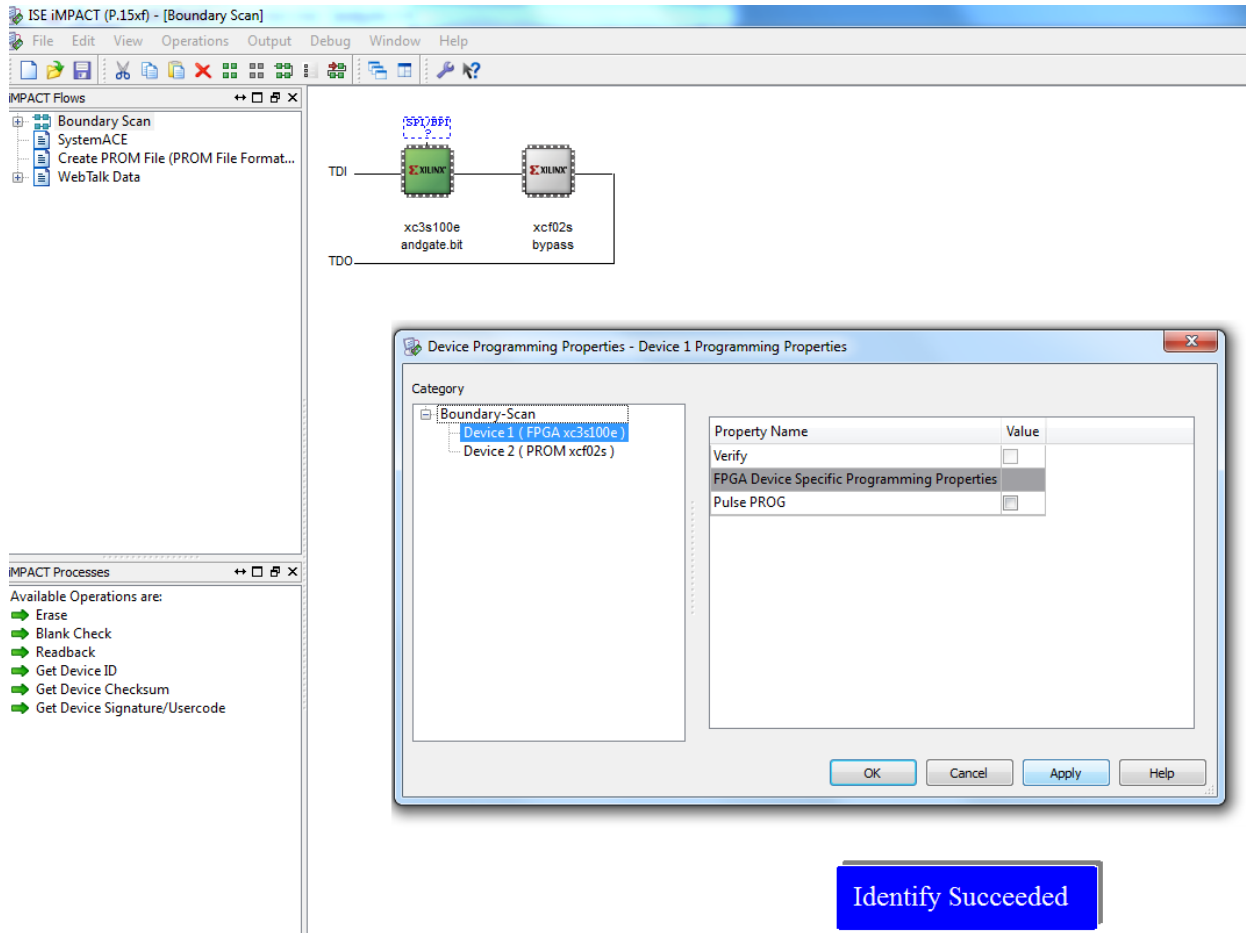 ISE iMPACT (P.15xf) - [Boundary Scan]
File Edit View Operations Output Debug Window Help
iMPACT Flows
Boundary Scan
SystemACE
Create PROM File (PROM File Format...
WebTalk Data
SPI/BPI
?
TDI
XILINX
XILINX
xc3s100e
xcf02s
andgate.bit
bypass
TDO
Device Programming Properties - Device 1 Programming Properties
Category
Boundary-Scan
Device 1 ( FPGA xc3s100e )
Device 2 ( PROM xcf02s )
Property Name Value
Verify
FPGA Device Specific Programming Properties
Pulse PROG
OK Cancel Apply Help
iMPACT Processes
Available Operations are:
Erase
Blank Check
Readback
Get Device ID
Get Device Checksum
Get Device Signature/Usercode
Identify Succeeded